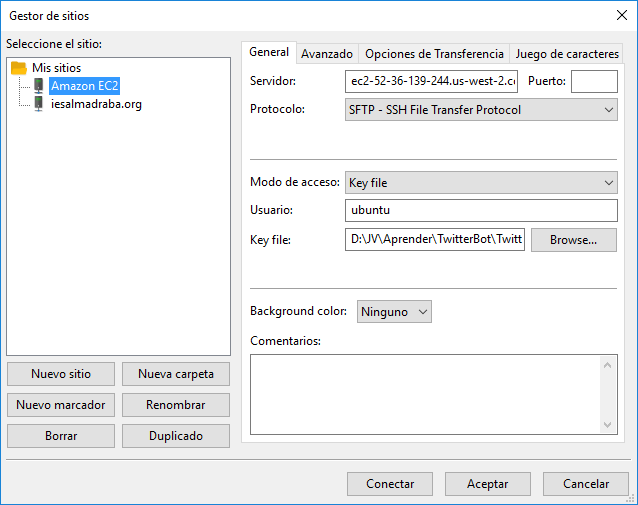 Gestor de sitios
Seleccione el sitio:
Mis sitios
Amazon EC2
iesalmadraba.org
Nuevo sitio Nueva carpeta
Nuevo marcador Renombrar
Borrar Duplicado
General Avanzado Opciones de Transferencia Juego de caracteres
Servidor: ec2-52-36-139-244.us-west-2.c Puerto:
Protocolo: SFTP - SSH File Transfer Protocol
Modo de acceso: Key file
Usuario: ubuntu
Key file: D:\JV\Aprender\TwitterBot\Twitt Browse...
Background color: Ninguno
Comentarios:
Conectar Aceptar Cancelar